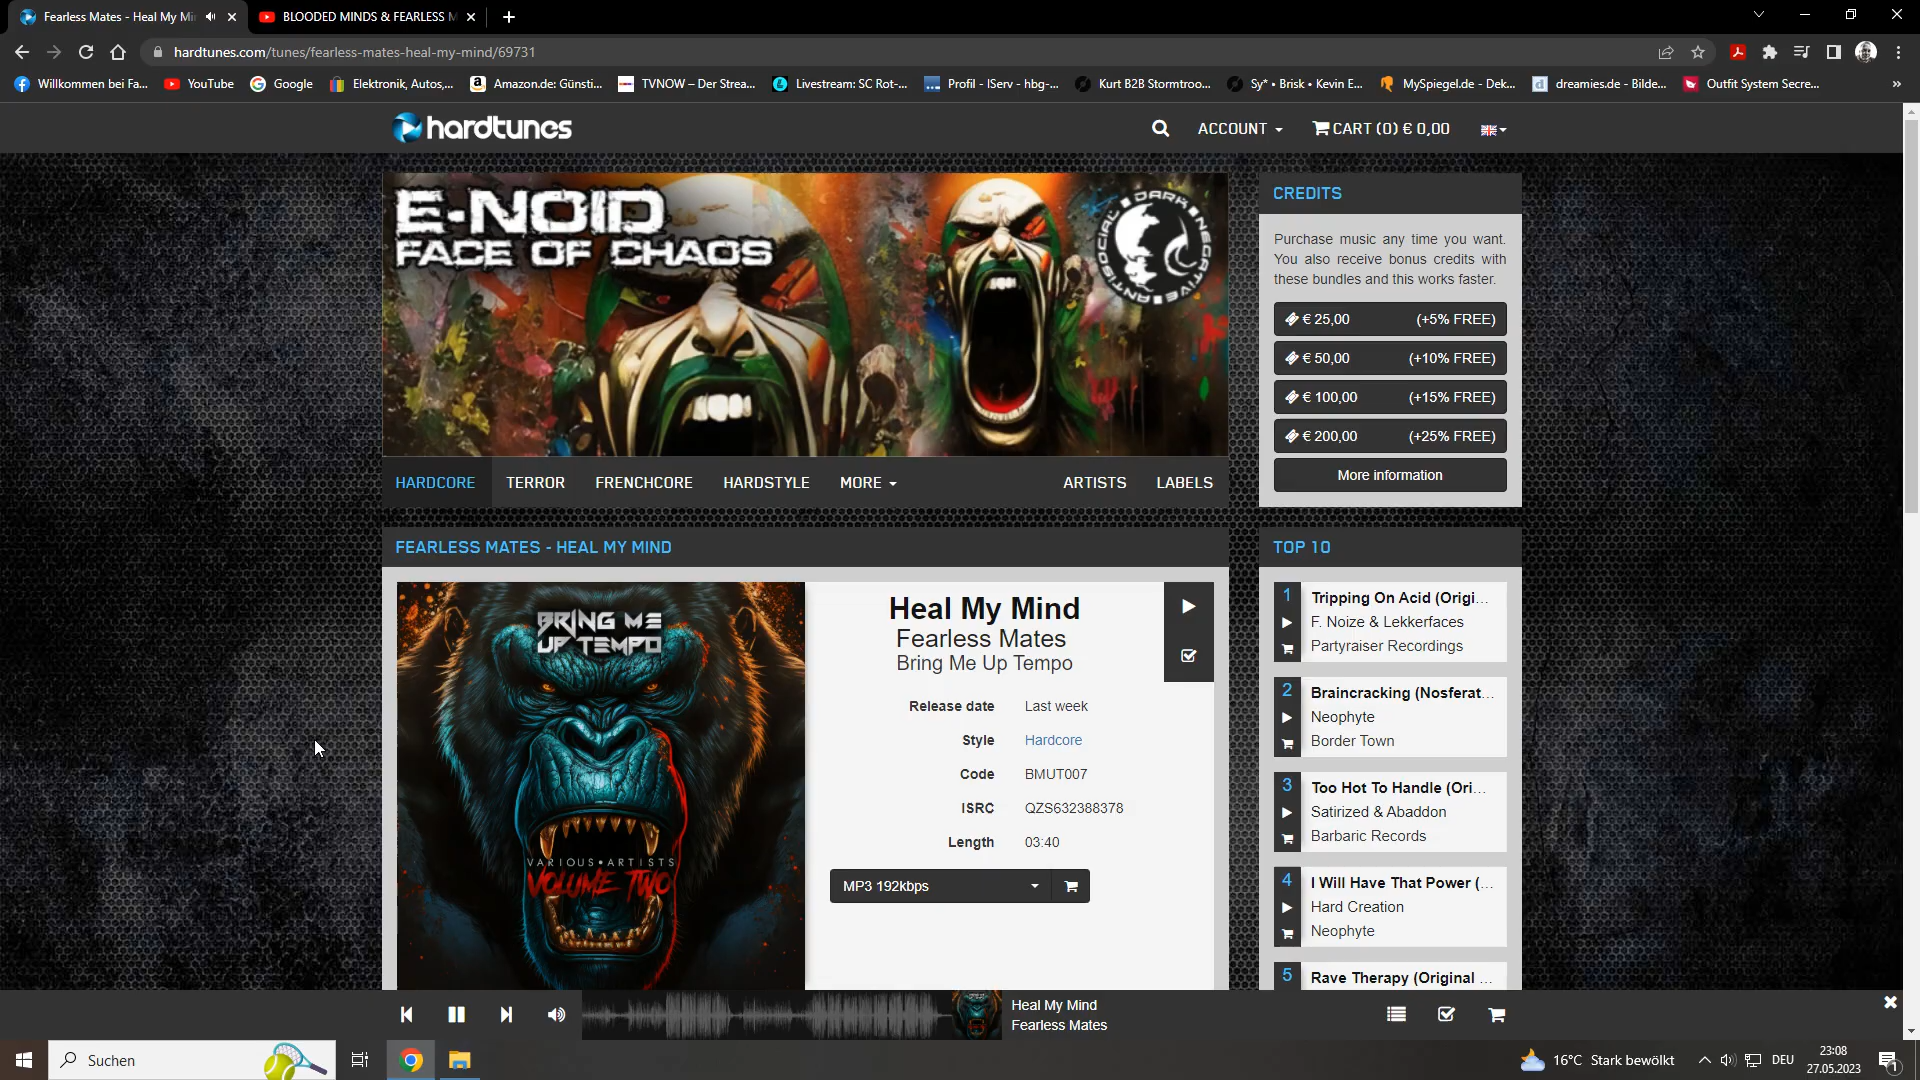 Fearless Mates - Heal My Mi
BLOODED MINDS & FEARLESS M
hardtunes.com/tunes/fearless-mates-heal-my-mind/69731
Willkommen bei Fa...
YouTube
Google
Elektronik, Autos,...
Amazon.de: Günsti...
TVNOW – Der Strea...
Livestream: SC Rot-...
Profil - IServ - hbg-...
Kurt B2B Stormtroo...
Sy* • Brisk • Kevin E...
MySpiegel.de - Dek...
dreamies.de - Bilde...
Outfit System Secre...
hardtunes
ACCOUNT
CART (0) € 0,00
E-NOID
FACE OF CHAOS
DARK NEGATIVE ANTISOCIAL
CREDITS
Purchase music any time you want.
You also receive bonus credits with
these bundles and this works faster.
€ 25,00 (+5% FREE)
€ 50,00 (+10% FREE)
€ 100,00 (+15% FREE)
€ 200,00 (+25% FREE)
More information
HARDCORE TERROR FRENCHCORE HARDSTYLE MORE ARTISTS LABELS
FEARLESS MATES - HEAL MY MIND
BRING ME
UP TEMPO
VARIOUS • ARTISTS
VOLUME TWO
Heal My Mind
Fearless Mates
Bring Me Up Tempo
Release date Last week
Style Hardcore
Code BMUT007
ISRC QZS632388378
Length 03:40
MP3 192kbps
TOP 10
1 Tripping On Acid (Origi...
F. Noize & Lekkerfaces
Partyraiser Recordings
2 Braincracking (Nosferat...
Neophyte
Border Town
3 Too Hot To Handle (Ori...
Satirized & Abaddon
Barbaric Records
4 I Will Have That Power (...
Hard Creation
Neophyte
5 Rave Therapy (Original ...
Heal My Mind
Fearless Mates
Suchen
16°C Stark bewölkt
DEU
23:08
27.05.2023
1